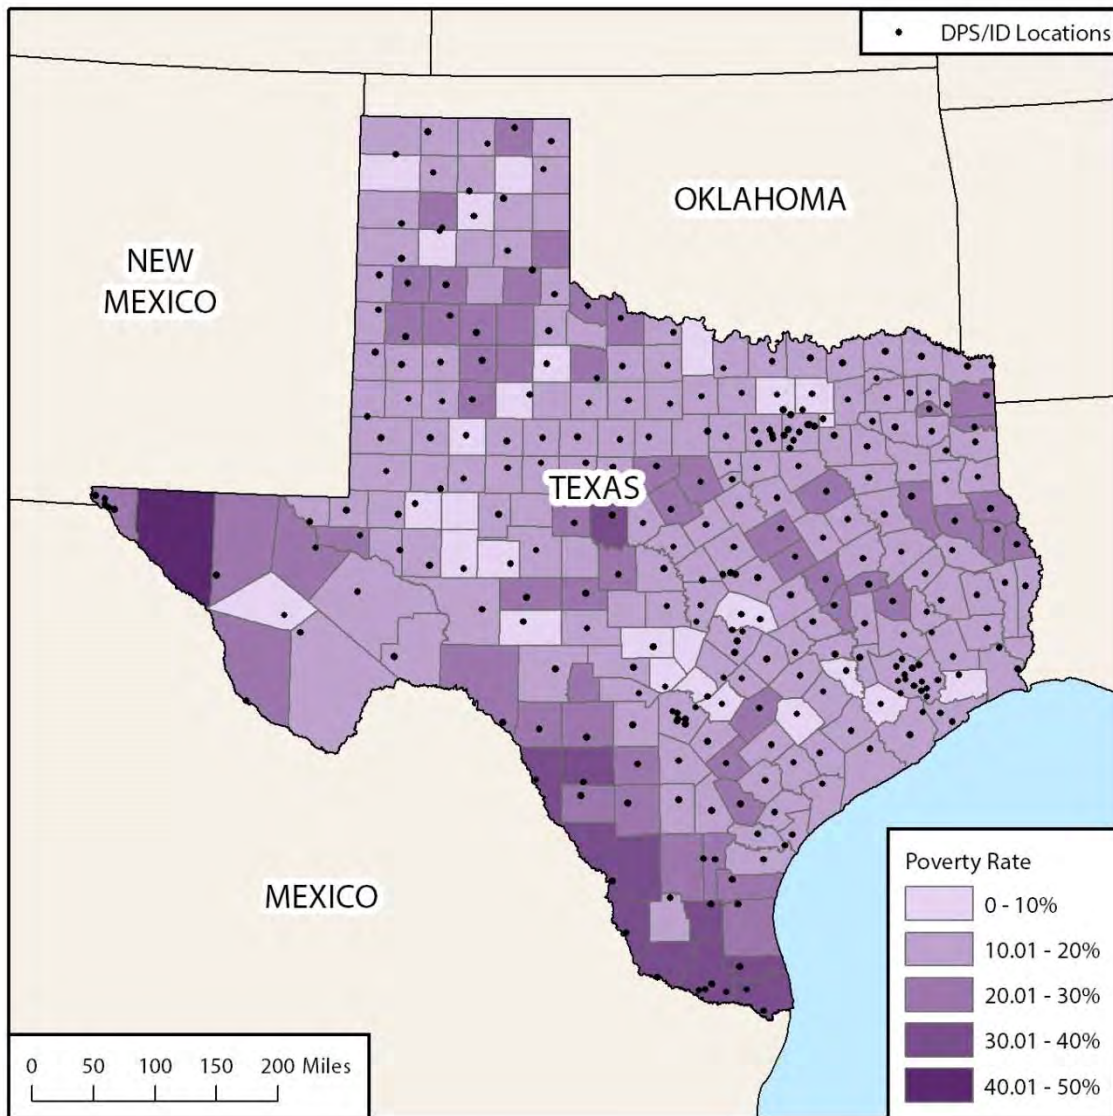 DPS/ID Locations
OKLAHOMA
NEW
MEXICO
TEXAS
MEXICO
Poverty Rate
0 - 10%
10.01 - 20%
20.01 - 30%
30.01 - 40%
40.01 - 50%
0 50 100 150 200 Miles